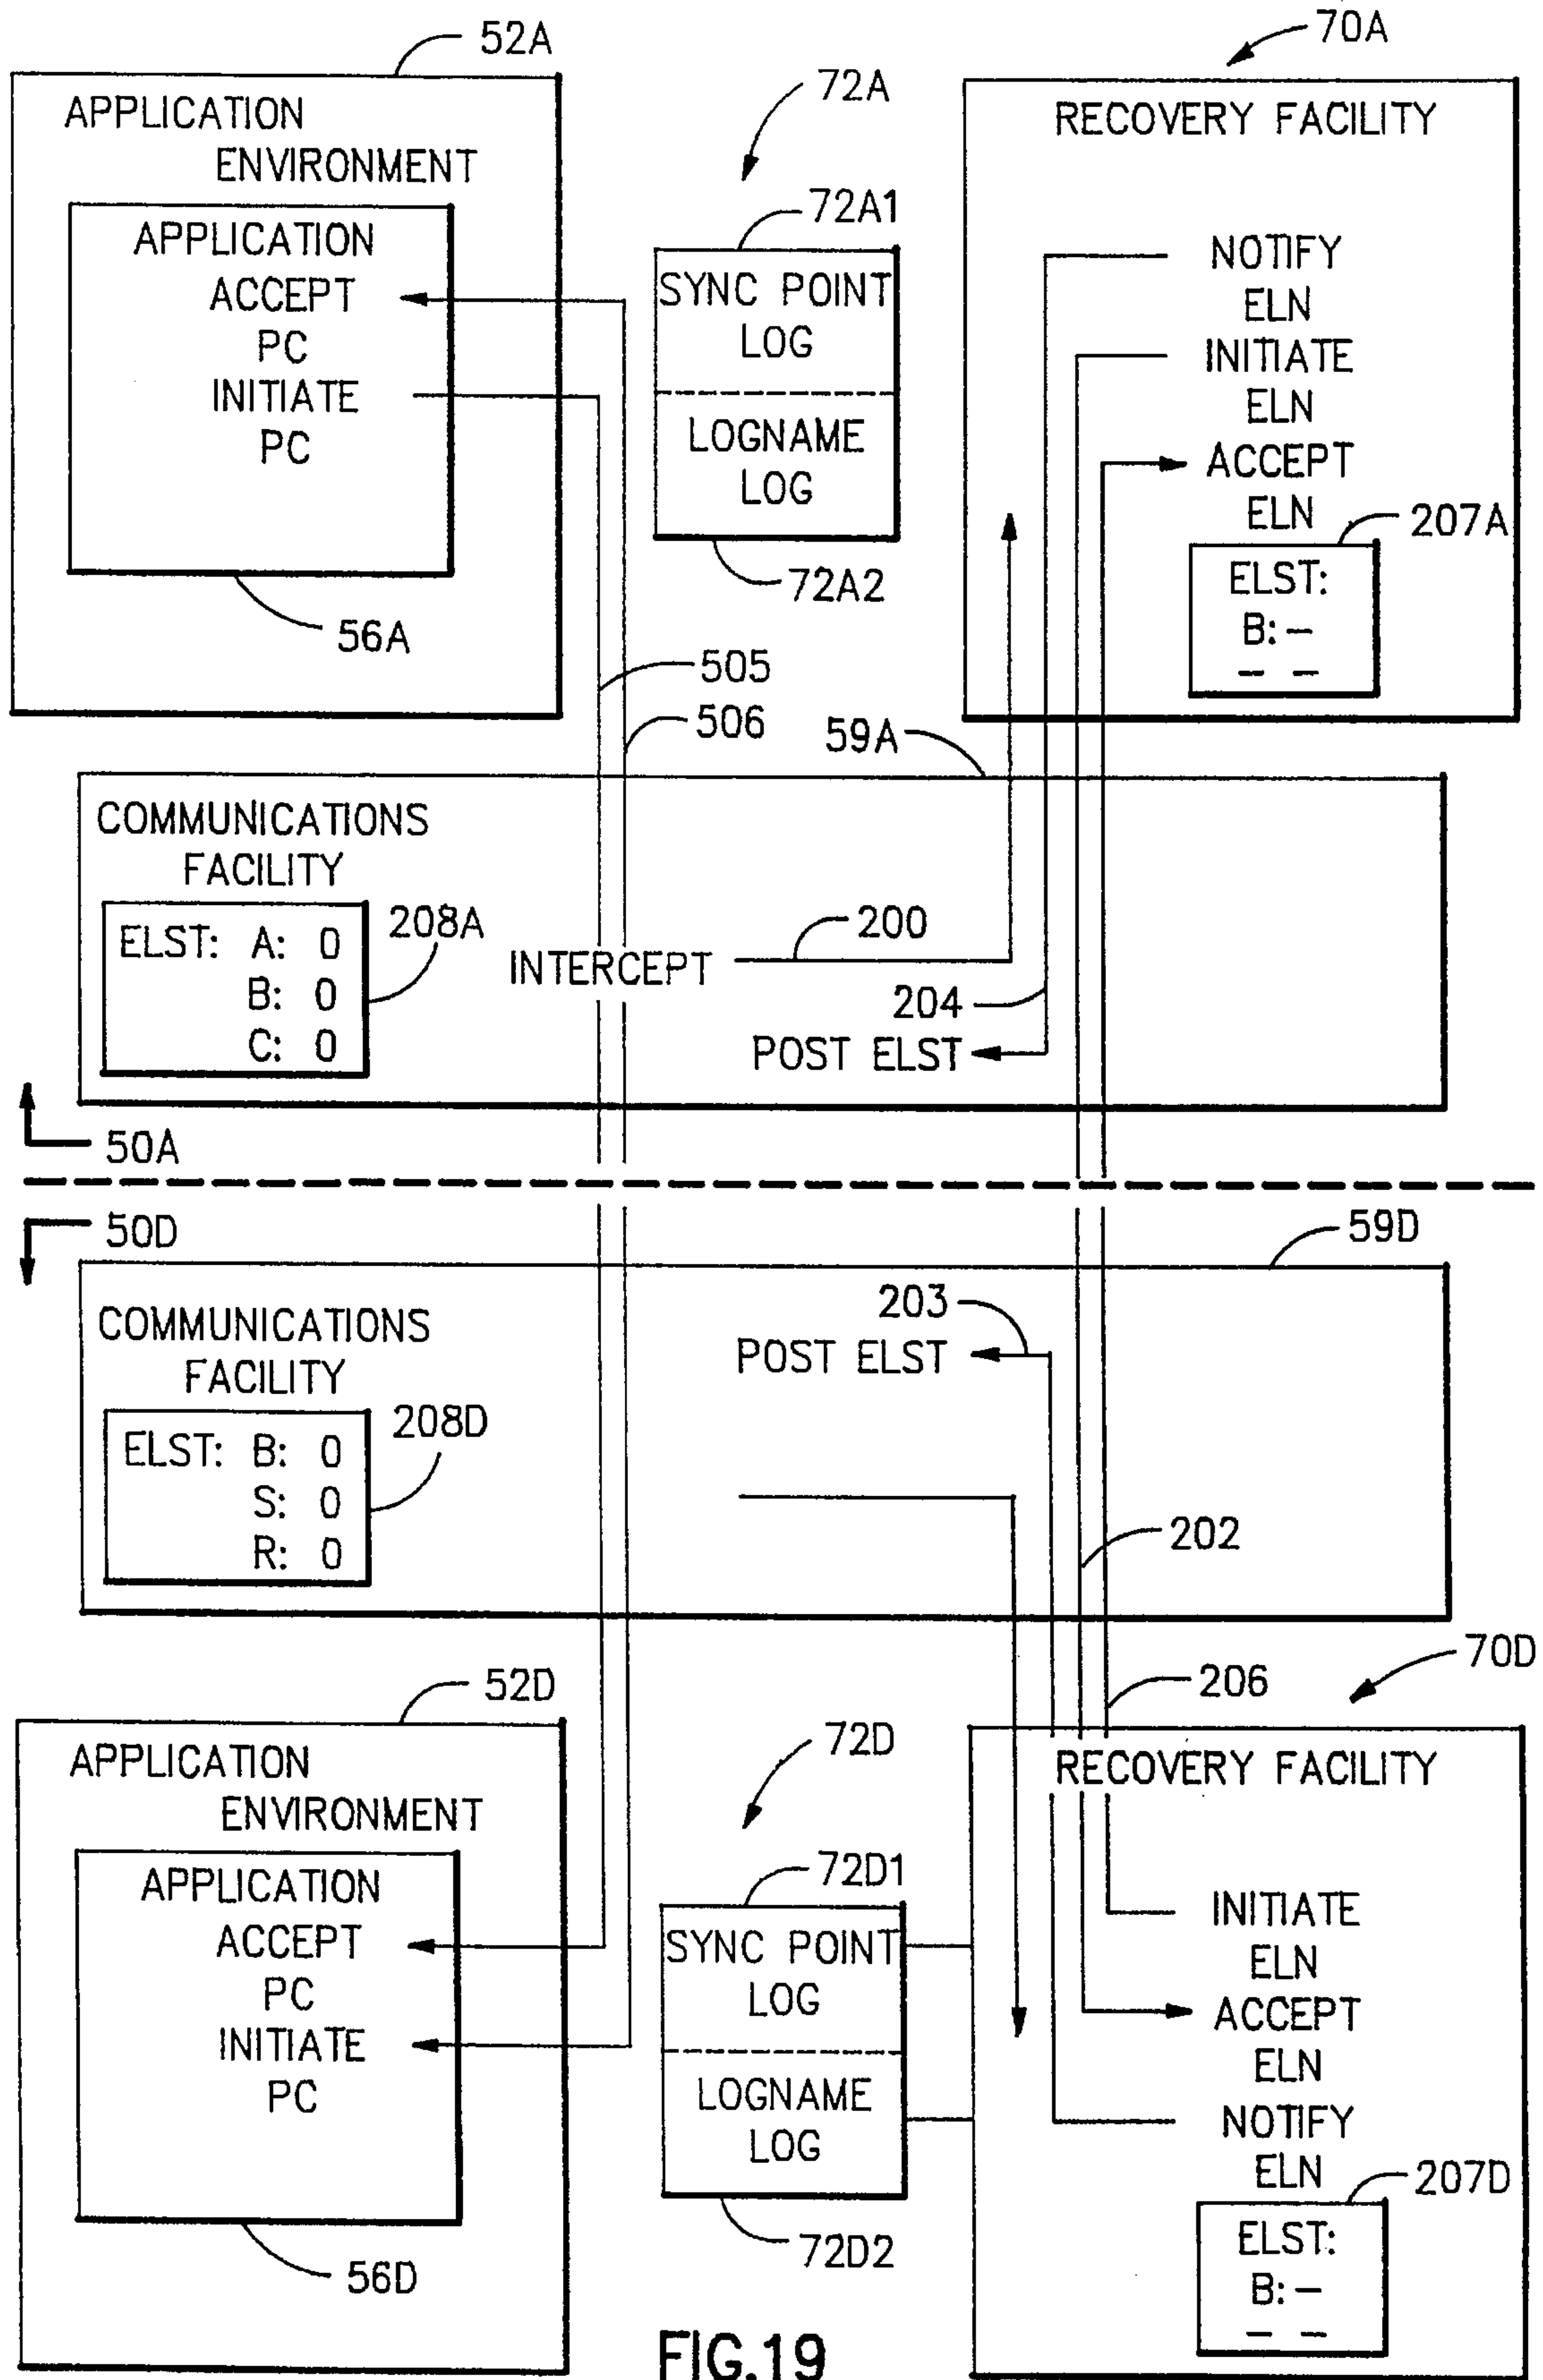 52A
70A
72A
APPLICATION
ENVIRONMENT
RECOVERY FACILITY
72A1
APPLICATION
ACCEPT
PC
INITIATE
PC
SYNC POINT
LOG
LOGNAME
LOG
NOTIFY
ELN
INITIATE
ELN
ACCEPT
ELN
207A
72A2
ELST:
B: –
– –
56A
505
506
59A
COMMUNICATIONS
FACILITY
208A
ELST: A: 0
B: 0
C: 0
INTERCEPT
200
204
POST ELST
50A
50D
59D
COMMUNICATIONS
FACILITY
203
POST ELST
208D
ELST: B: 0
S: 0
R: 0
202
206
70D
52D
72D
APPLICATION
ENVIRONMENT
RECOVERY FACILITY
72D1
APPLICATION
ACCEPT
PC
INITIATE
PC
SYNC POINT
LOG
LOGNAME
LOG
INITIATE
ELN
ACCEPT
ELN
NOTIFY
ELN
207D
72D2
ELST:
B: –
– –
56D
FIG.19